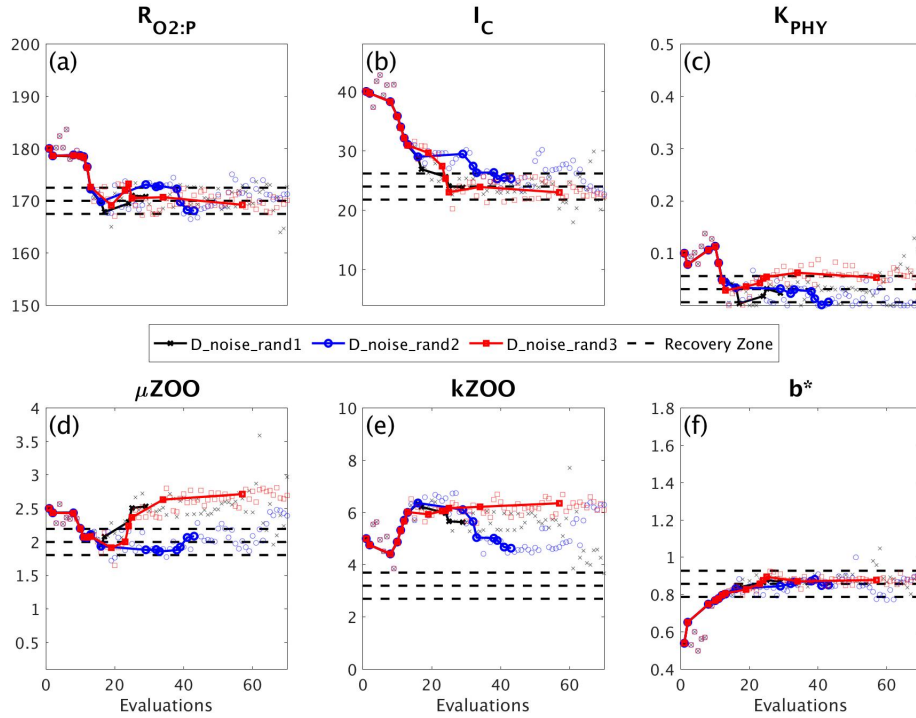 R_O2:P I_C K_PHY
(a) (b) (c)
200 190 180 170 160 150
40 30 20 10
0.5 0.4 0.3 0.2 0.1
D_noise_rand1 D_noise_rand2 D_noise_rand3 Recovery Zone
μZOO kZOO b*
(d) (e) (f)
4 3.5 3 2.5 2 1.5 1 0.5
10 8 6 4 2 0
1.8 1.6 1.4 1.2 1 0.8 0.6 0.4
0 20 40 60 0 20 40 60 0 20 40 60
Evaluations Evaluations Evaluations